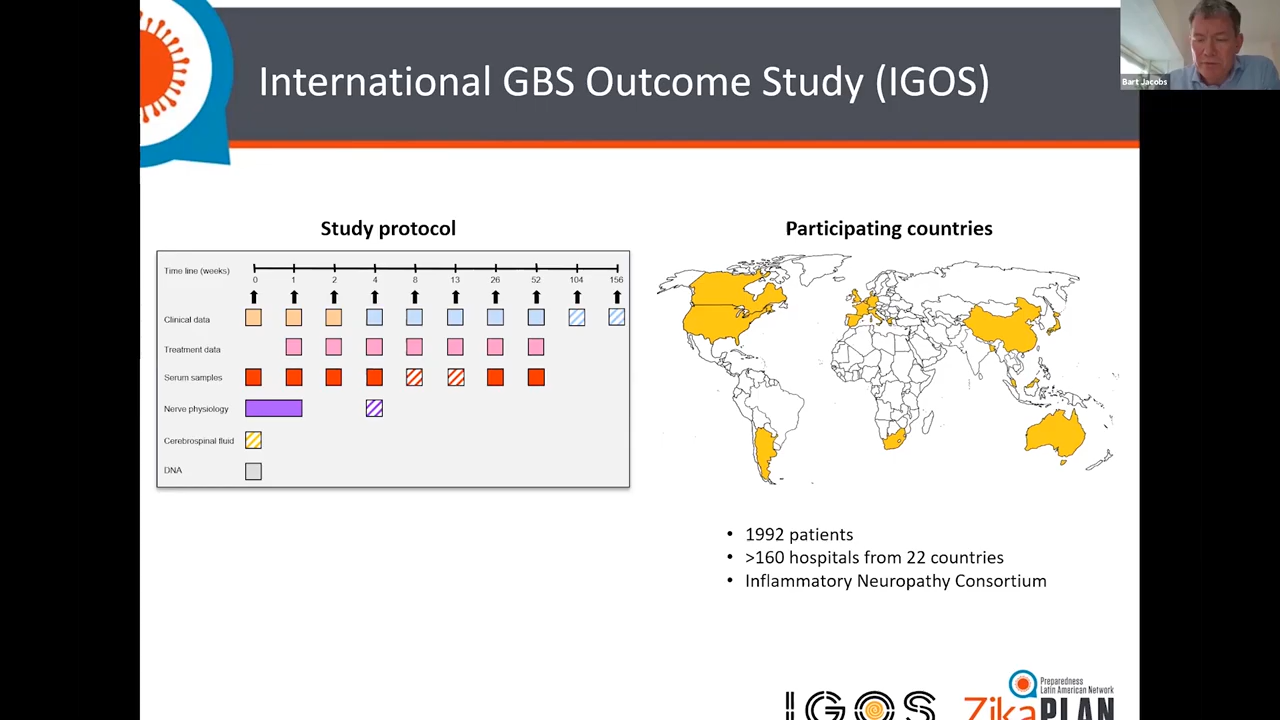 International GBS Outcome Study (IGOS)
Bart Jacobs
Study protocol
Time line (weeks)
0 1 2 4 8 13 26 52 104 156
Clinical data
Treatment data
Serum samples
Nerve physiology
Cerebrospinal fluid
DNA
Participating countries
• 1992 patients
• >160 hospitals from 22 countries
• Inflammatory Neuropathy Consortium
IGOS
Preparedness
Latin American Network
ZikaPLAN